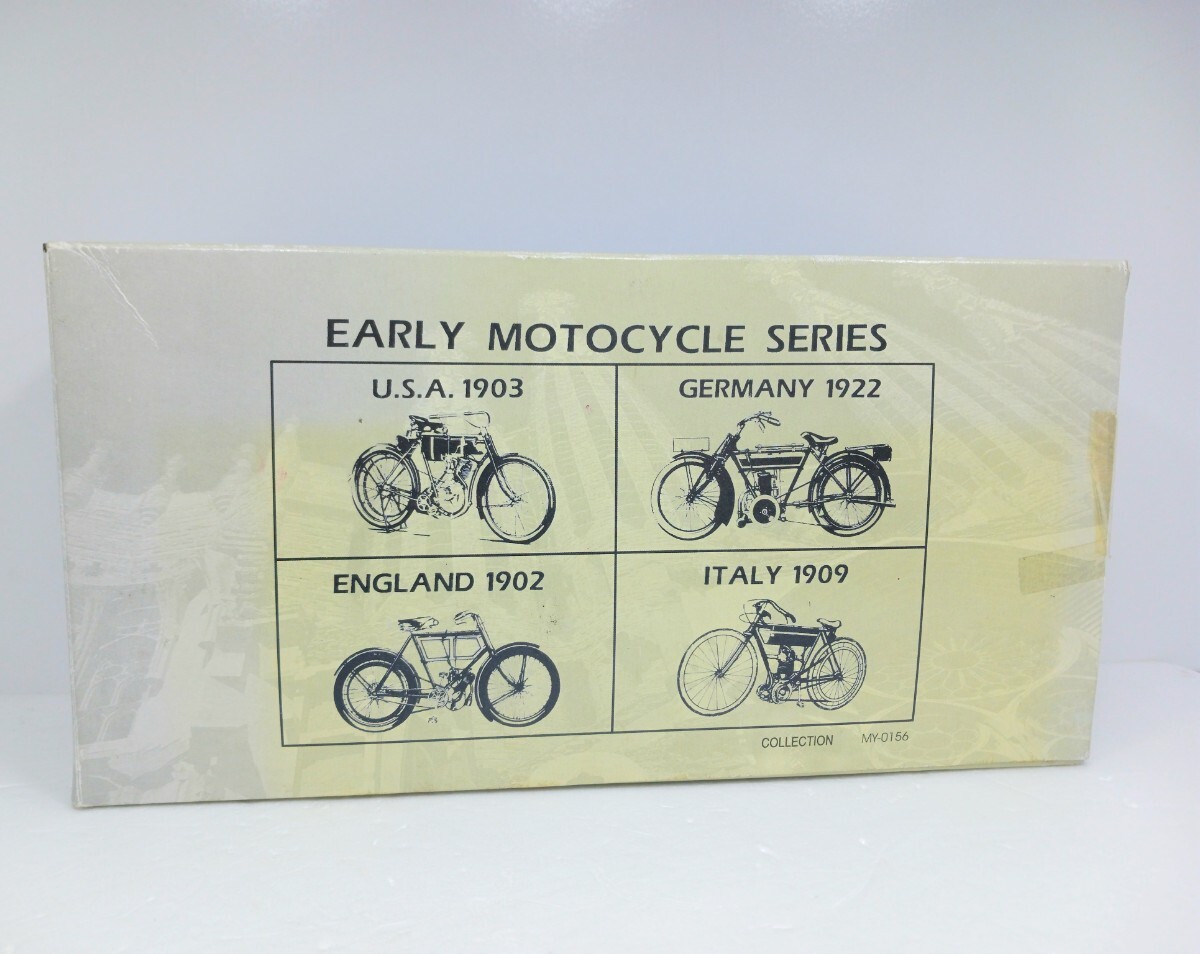 EARLY MOTOCYCLE SERIES
U.S.A. 1903
GERMANY 1922
ENGLAND 1902
ITALY 1909
COLLECTION MY-0156